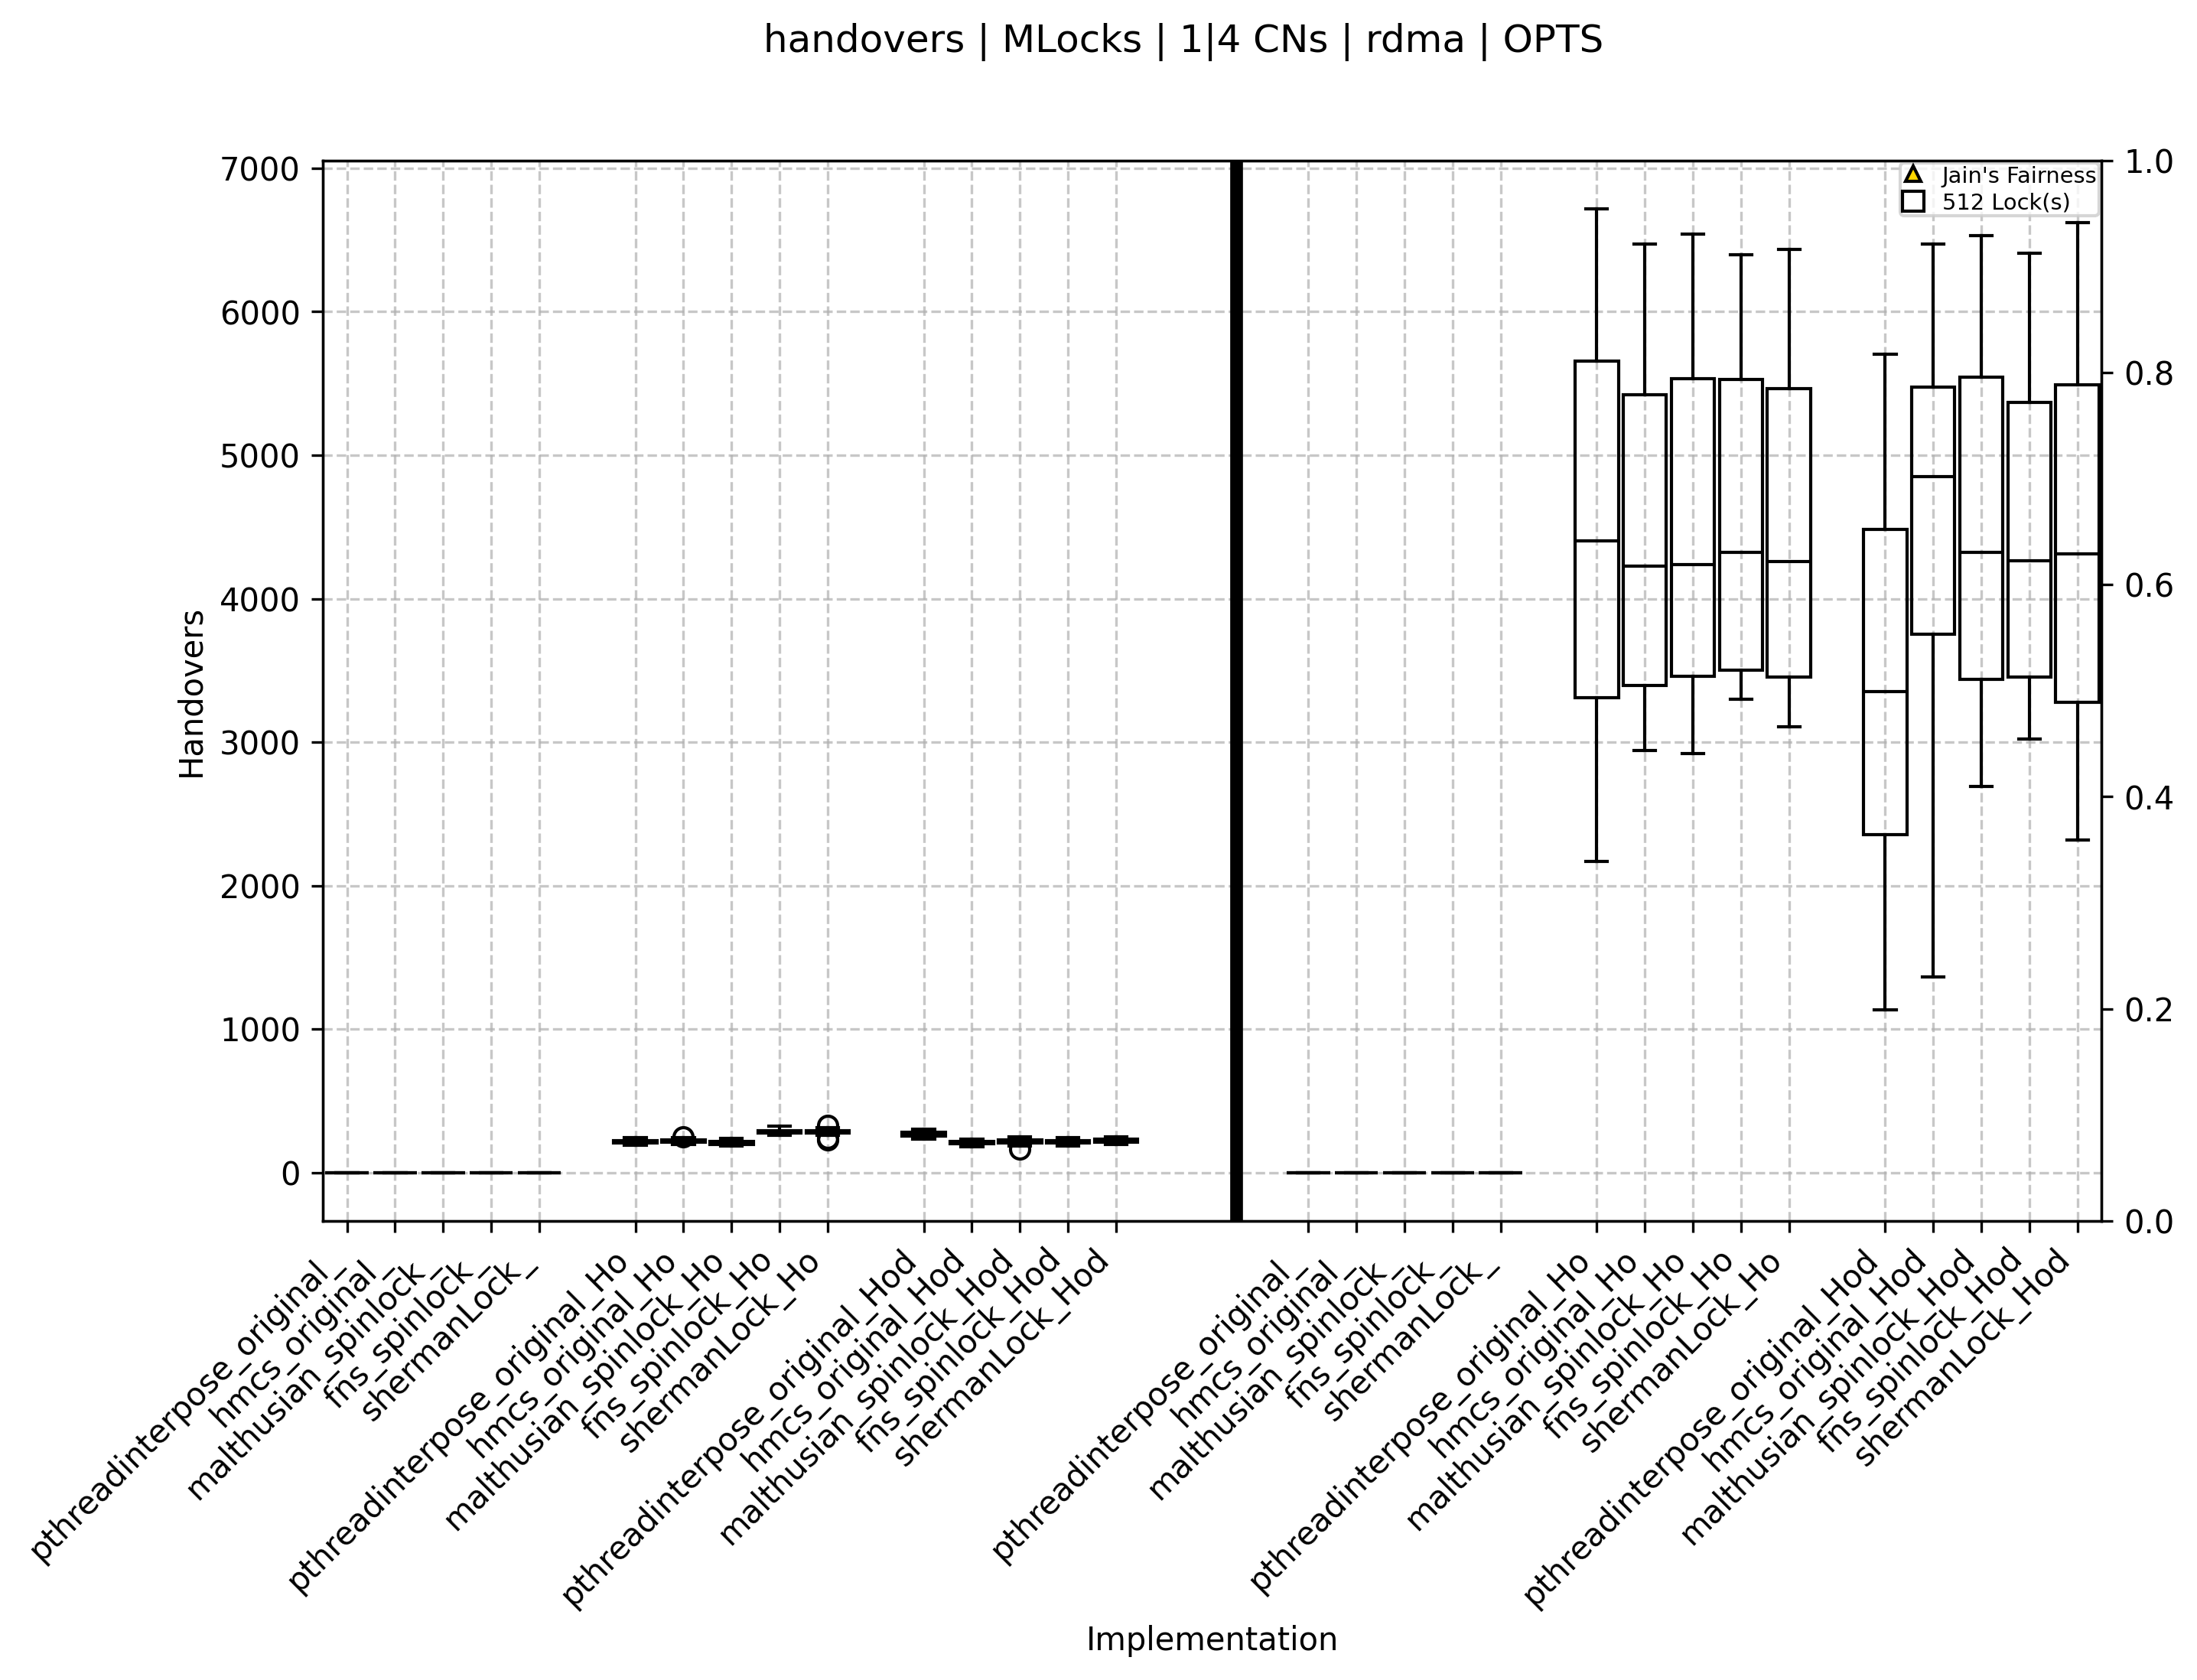 handovers | MLocks | 1|4 CNs | rdma | OPTS
Jain's Fairness
512 Lock(s)
Handovers
7000
6000
5000
4000
3000
2000
1000
0
1.0
0.8
0.6
0.4
0.2
0.0
pthreadinterpose_original_
hmcs_original_
malthusian_spinlock_
fns_spinlock_
shermanLock_
pthreadinterpose_original_Ho
hmcs_original_Ho
malthusian_spinlock_Ho
fns_spinlock_Ho
shermanLock_Ho
pthreadinterpose_original_Hod
hmcs_original_Hod
malthusian_spinlock_Hod
fns_spinlock_Hod
shermanLock_Hod
pthreadinterpose_original_
hmcs_original_
malthusian_spinlock_
fns_spinlock_
shermanLock_
pthreadinterpose_original_Ho
hmcs_original_Ho
malthusian_spinlock_Ho
fns_spinlock_Ho
shermanLock_Ho
pthreadinterpose_original_Hod
hmcs_original_Hod
malthusian_spinlock_Hod
fns_spinlock_Hod
shermanLock_Hod
Implementation